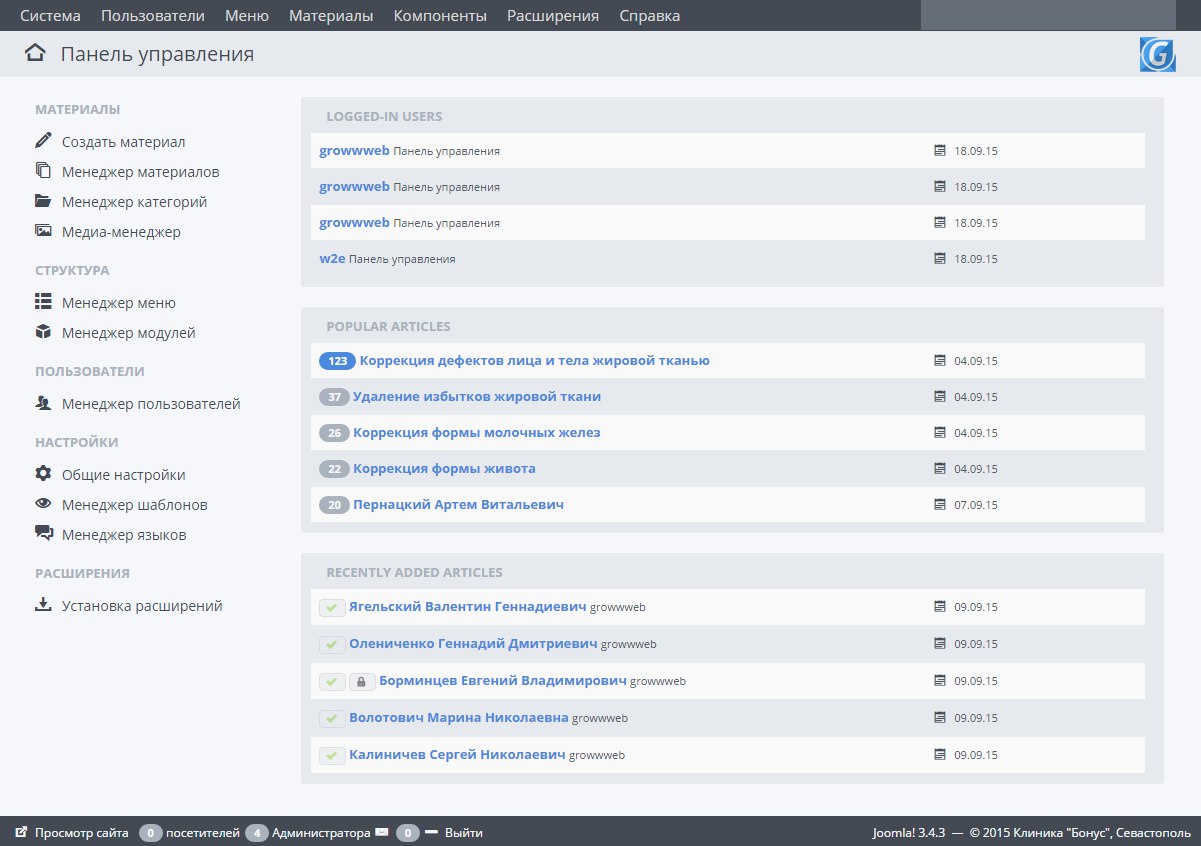 Система Пользователи Меню Материалы Компоненты Расширения Справка
Панель управления
G
МАТЕРИАЛЫ
Создать материал
Менеджер материалов
Менеджер категорий
Медиа-менеджер
СТРУКТУРА
Менеджер меню
Менеджер модулей
ПОЛЬЗОВАТЕЛИ
Менеджер пользователей
НАСТРОЙКИ
Общие настройки
Менеджер шаблонов
Менеджер языков
РАСШИРЕНИЯ
Установка расширений
LOGGED-IN USERS
growwweb Панель управления 18.09.15
growwweb Панель управления 18.09.15
growwweb Панель управления 18.09.15
w2e Панель управления 18.09.15
POPULAR ARTICLES
123 Коррекция дефектов лица и тела жировой тканью 04.09.15
37 Удаление избытков жировой ткани 04.09.15
26 Коррекция формы молочных желез 04.09.15
22 Коррекция формы живота 04.09.15
20 Пернацкий Артем Витальевич 07.09.15
RECENTLY ADDED ARTICLES
Ягельский Валентин Геннадиевич growwweb 09.09.15
Олениченко Геннадий Дмитриевич growwweb 09.09.15
Борминцев Евгений Владимирович growwweb 09.09.15
Волотович Марина Николаевна growwweb 09.09.15
Калиничев Сергей Николаевич growwweb 09.09.15
Просмотр сайта 0 посетителей 4 Администратора 0 Выйти Joomla! 3.4.3 — © 2015 Клиника "Бонус", Севастополь